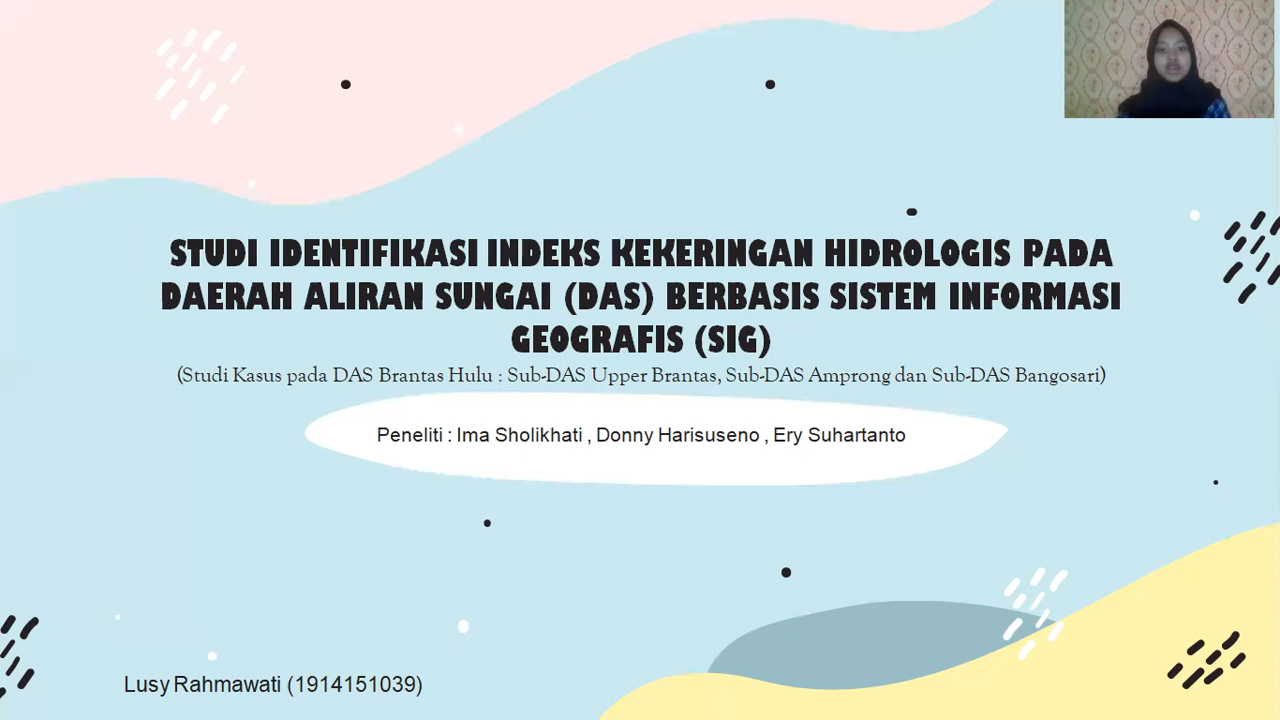 STUDI IDENTIFIKASI INDEKS KEKERINGAN HIDROLOGIS PADA
DAERAH ALIRAN SUNGAI (DAS) BERBASIS SISTEM INFORMASI
GEOGRAFIS (SIG)
(Studi Kasus pada DAS Brantas Hulu : Sub-DAS Upper Brantas, Sub-DAS Amprong dan Sub-DAS Bangosari)
Peneliti : Ima Sholikhati , Donny Harisuseno , Ery Suhartanto
Lusy Rahmawati (1914151039)